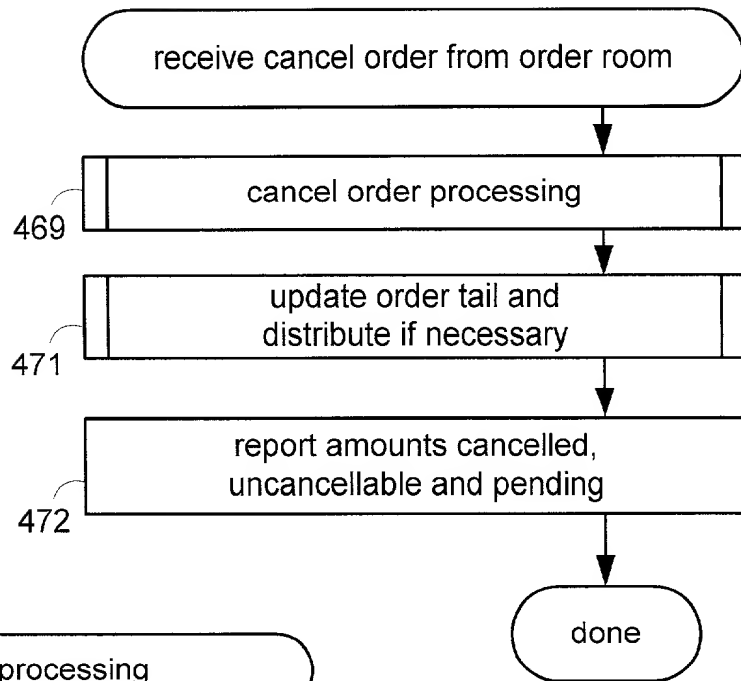 receive cancel order from order room
cancel order processing
469
update order tail and
distribute if necessary
471
report amounts cancelled,
uncancellable and pending
472
done
processing